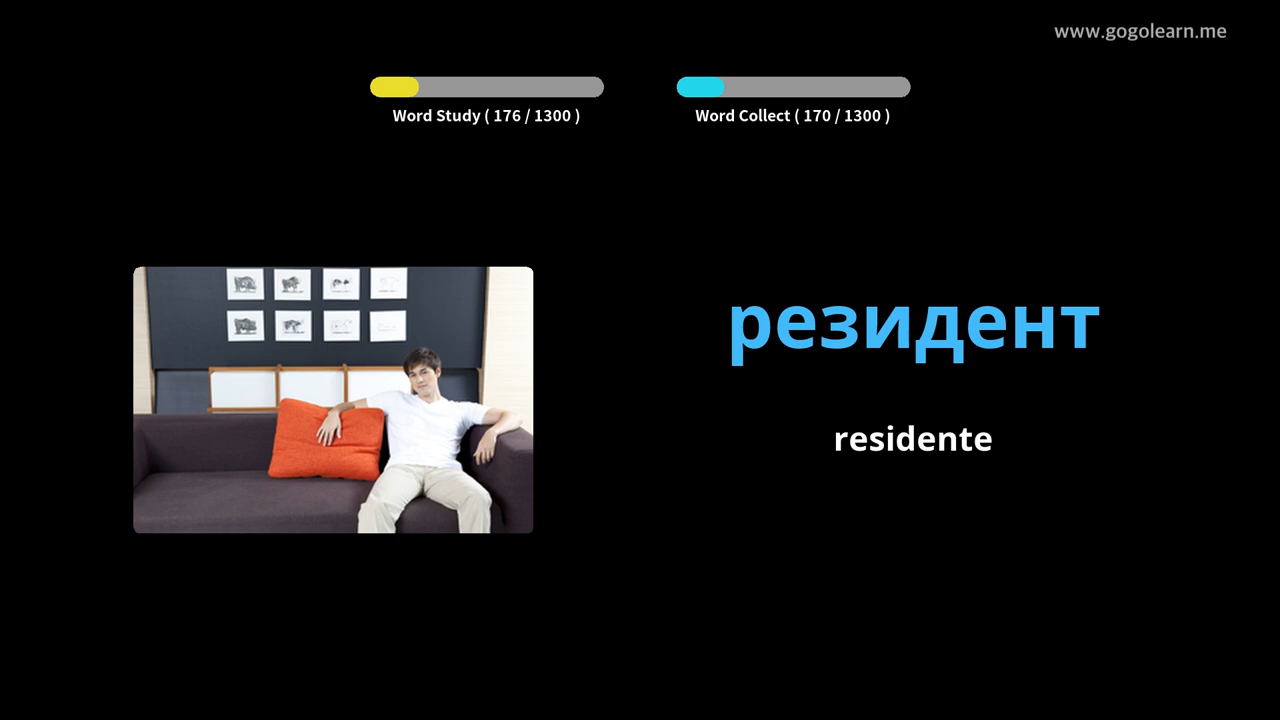 www.gogolearn.me
Word Study ( 176 / 1300 )
Word Collect ( 170 / 1300 )
резидент
residente